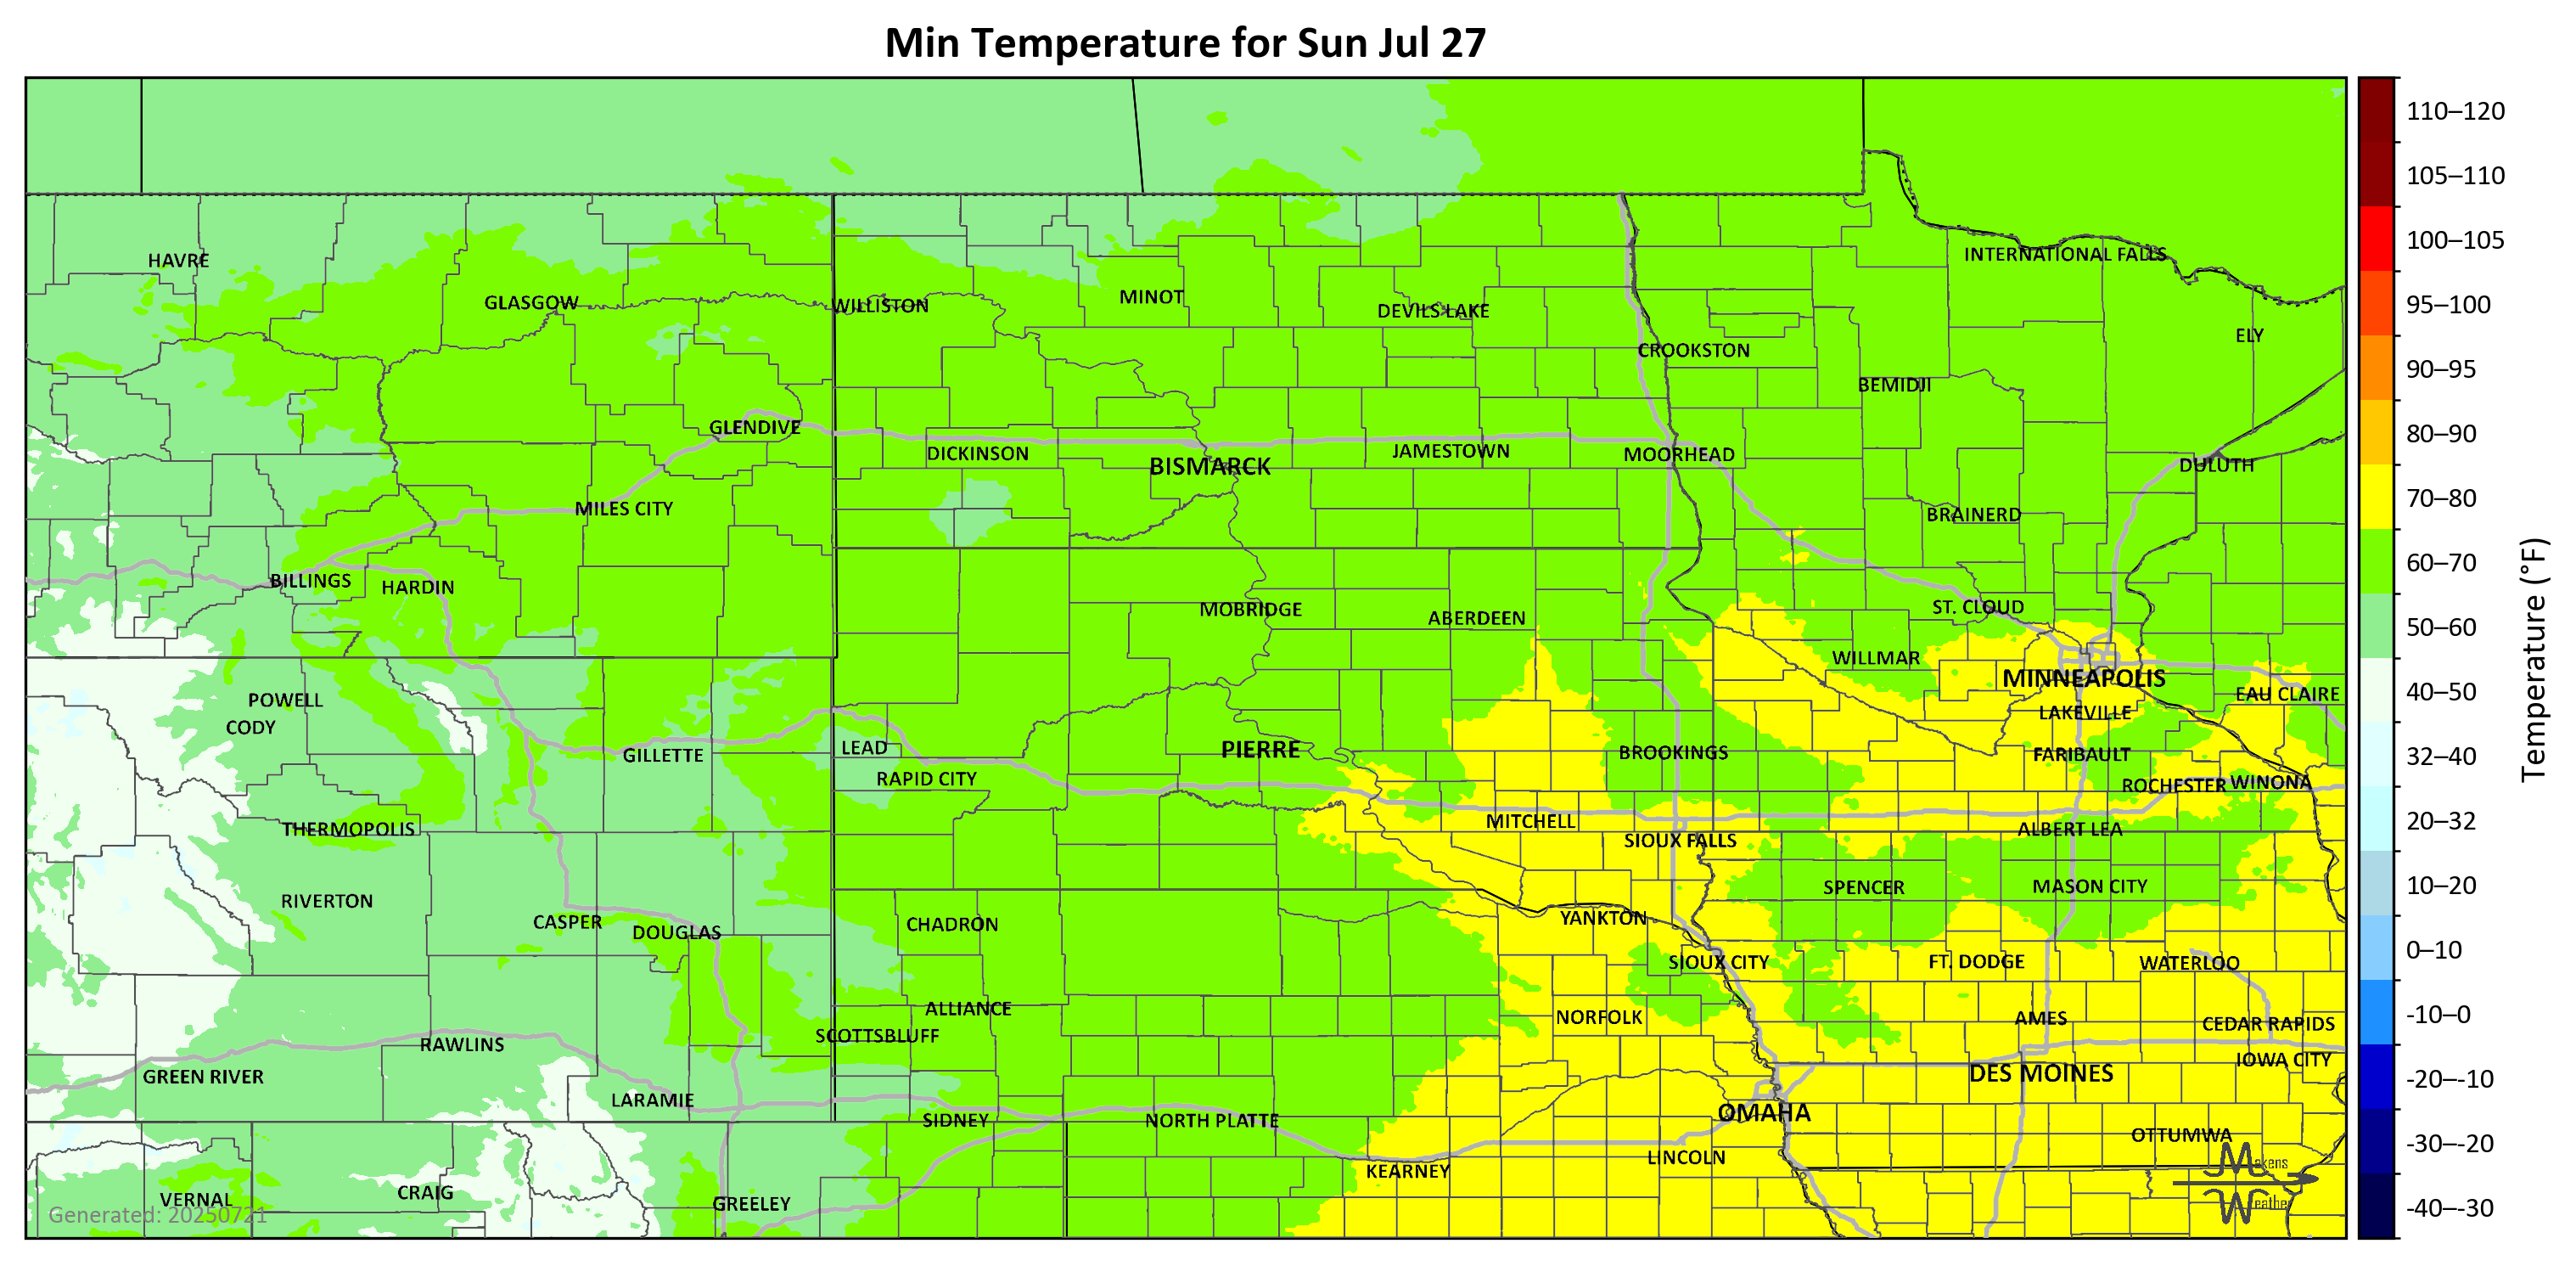 Min Temperature for Sun Jul 27
110–120
105–110
100–105
95–100
90–95
80–90
70–80
60–70
50–60
40–50
32–40
20–32
10–20
0–10
-10–0
-20–-10
-30–-20
-40–-30
Temperature (°F)
HAVRE
INTERNATIONAL FALLS
GLASGOW
WILLISTON
MINOT
DEVILS LAKE
ELY
CROOKSTON
BEMIDJI
GLENDIVE
DICKINSON
BISMARCK
JAMESTOWN
MOORHEAD
DULUTH
MILES CITY
BRAINERD
BILLINGS
HARDIN
MOBRIDGE
ABERDEEN
ST. CLOUD
WILLMAR
MINNEAPOLIS
EAU CLAIRE
POWELL
CODY
LAKEVILLE
GILLETTE
LEAD
PIERRE
BROOKINGS
FARIBAULT
RAPID CITY
ROCHESTER
WINONA
THERMOPOLIS
MITCHELL
ALBERT LEA
SIOUX FALLS
RIVERTON
SPENCER
MASON CITY
CASPER
DOUGLAS
CHADRON
YANKTON
SIOUX CITY
FT. DODGE
WATERLOO
ALLIANCE
NORFOLK
AMES
CEDAR RAPIDS
SCOTTSBLUFF
RAWLINS
IOWA CITY
GREEN RIVER
DES MOINES
LARAMIE
SIDNEY
NORTH PLATTE
OMAHA
OTTUMWA
KEARNEY
LINCOLN
VERNAL
CRAIG
GREELEY
Generated: 20250721
Makens
Weather